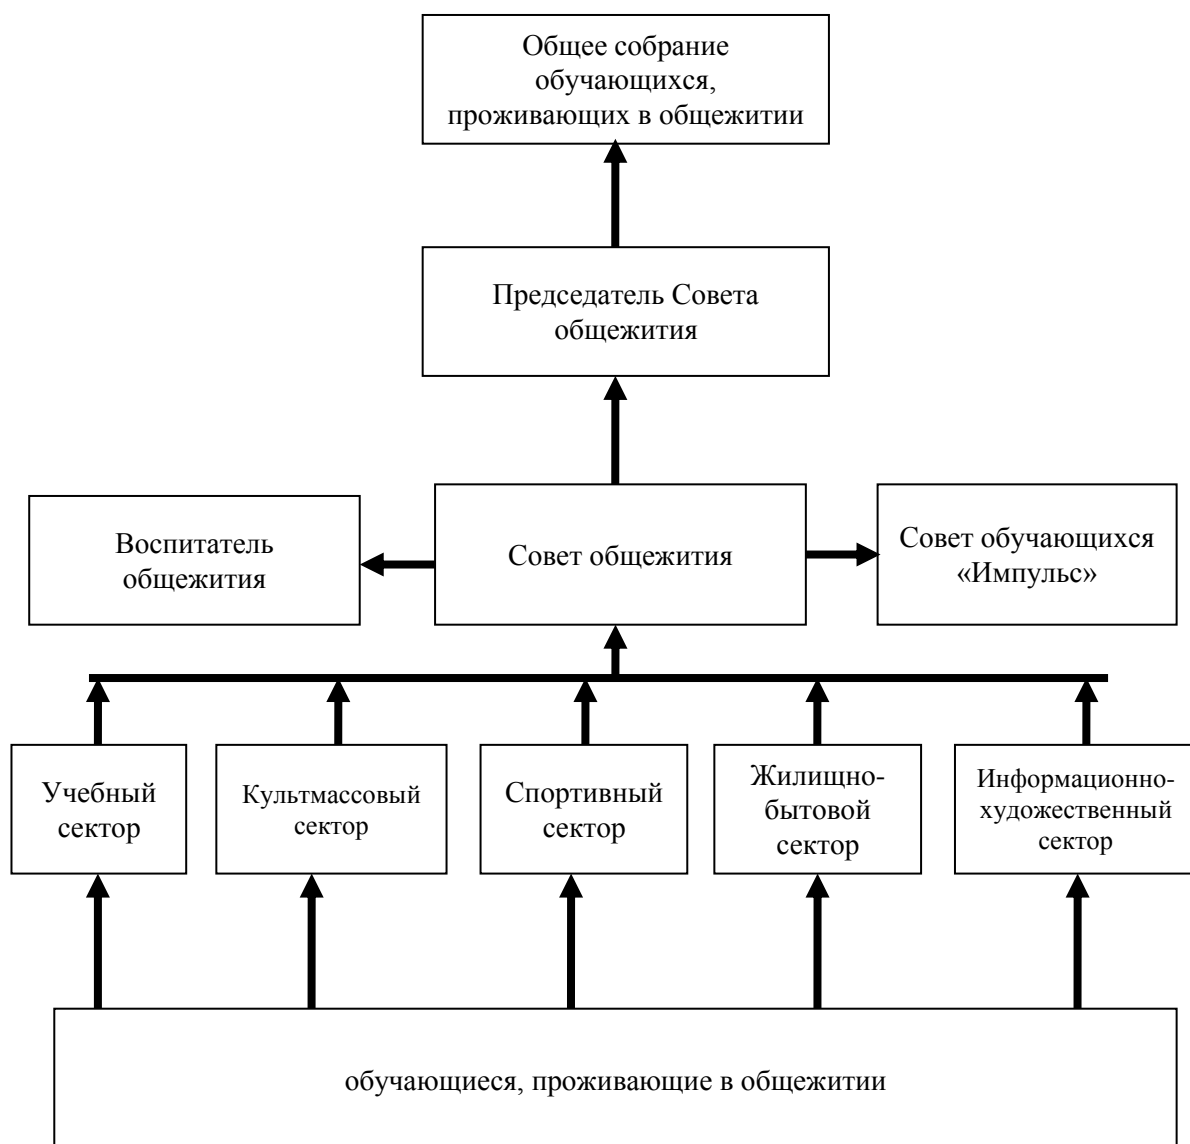 Общее собрание
обучающихся,
проживающих в общежитии
Председатель Совета
общежития
Воспитатель
общежития
Совет общежития
Совет обучающихся
«Импульс»
Учебный
сектор
Культмассовый
сектор
Спортивный
сектор
Жилищно-
бытовой
сектор
Информационно-
художественный
сектор
обучающиеся, проживающие в общежитии